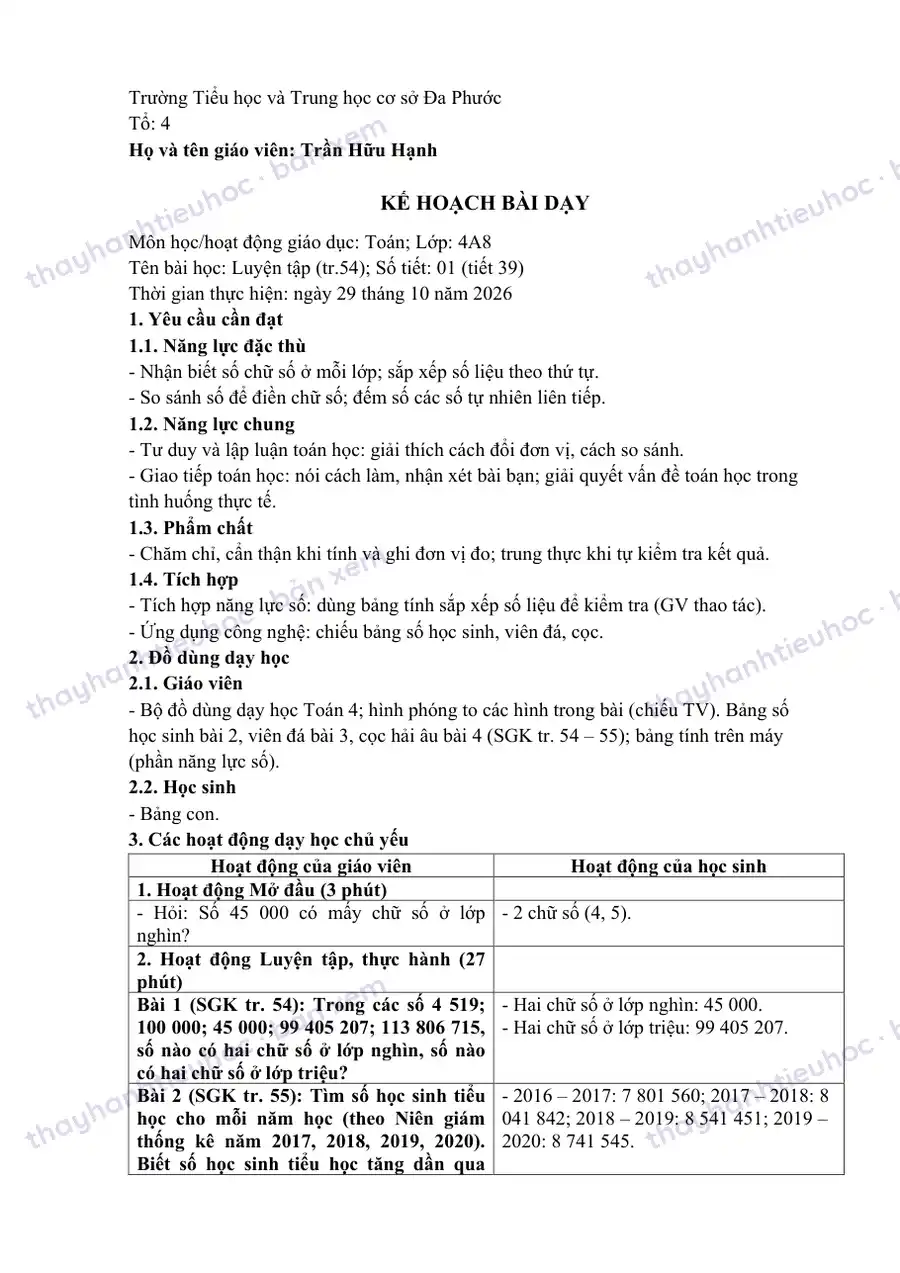 Trường Tiểu học và Trung học cơ sở Đa Phước
Tổ: 4
Họ và tên giáo viên: Trần Hữu Hạnh
KẾ HOẠCH BÀI DẠY
Môn học/hoạt động giáo dục: Toán; Lớp: 4A8
Tên bài học: Luyện tập (tr.54); Số tiết: 01 (tiết 39)
Thời gian thực hiện: ngày 29 tháng 10 năm 2026
1. Yêu cầu cần đạt
1.1. Năng lực đặc thù
- Nhận biết số chữ số ở mỗi lớp; sắp xếp số liệu theo thứ tự.
- So sánh số để điền chữ số; đếm số các số tự nhiên liên tiếp.
1.2. Năng lực chung
- Tư duy và lập luận toán học: giải thích cách đổi đơn vị, cách so sánh.
- Giao tiếp toán học: nói cách làm, nhận xét bài bạn; giải quyết vấn đề toán học trong
tình huống thực tế.
1.3. Phẩm chất
- Chăm chỉ, cẩn thận khi tính và ghi đơn vị đo; trung thực khi tự kiểm tra kết quả.
1.4. Tích hợp
- Tích hợp năng lực số: dùng bảng tính sắp xếp số liệu để kiểm tra (GV thao tác).
- Ứng dụng công nghệ: chiếu bảng số học sinh, viên đá, cọc.
2. Đồ dùng dạy học
2.1. Giáo viên
- Bộ đồ dùng dạy học Toán 4; hình phóng to các hình trong bài (chiếu TV). Bảng số
học sinh bài 2, viên đá bài 3, cọc hải âu bài 4 (SGK tr. 54 – 55); bảng tính trên máy
(phần năng lực số).
2.2. Học sinh
- Bảng con.
3. Các hoạt động dạy học chủ yếu
Hoạt động của giáo viên
Hoạt động của học sinh
1. Hoạt động Mở đầu (3 phút)
- Hỏi: Số 45 000 có mấy chữ số ở lớp
nghìn?
- 2 chữ số (4, 5).
2. Hoạt động Luyện tập, thực hành (27
phút)
Bài 1 (SGK tr. 54): Trong các số 4 519;
100 000; 45 000; 99 405 207; 113 806 715,
số nào có hai chữ số ở lớp nghìn, số nào
có hai chữ số ở lớp triệu?
- Hai chữ số ở lớp nghìn: 45 000.
- Hai chữ số ở lớp triệu: 99 405 207.
Bài 2 (SGK tr. 55): Tìm số học sinh tiểu
học cho mỗi năm học (theo Niên giám
thống kê năm 2017, 2018, 2019, 2020).
Biết số học sinh tiểu học tăng dần qua
- 2016 – 2017: 7 801 560; 2017 – 2018: 8
041 842; 2018 – 2019: 8 541 451; 2019 –
2020: 8 741 545.
thayhanhtieuhoc · bản xem
thayhanhtieuhoc · b
thayhanhtieuhoc · bản xem
thayhanhtieuhoc · b
thayhanhtieuhoc · bản xem
thayhanhtieuhoc · b